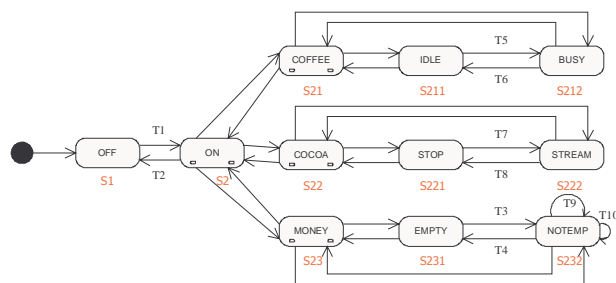 COFFEE
IDLE
T5
BUSY
S21
S211
T6
S212
T1
OFF
ON
S1
T2
S2
COCOA
STOP
T7
STREAM
S22
S221
T8
S222
T9
T10
MONEY
EMPTY
T3
NOTEMP
S23
S231
T4
S232